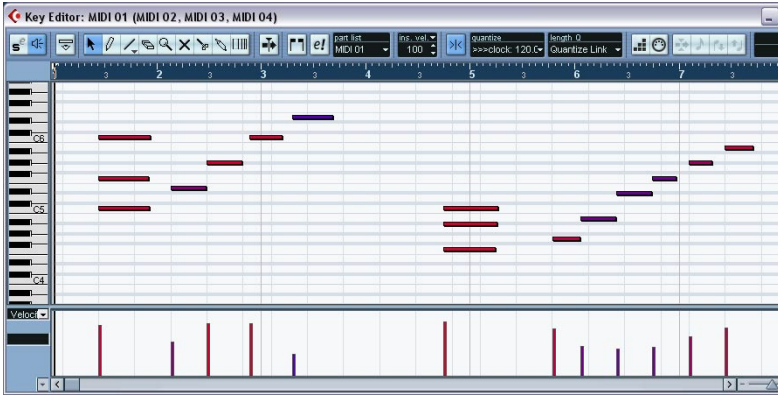 Key Editor: MIDI 01 (MIDI 02, MIDI 03, MIDI 04)
part list ins. vel. quantize length Q
MIDI 01 100 >>>clock: 120.0 Quantize Link
3 2 3 3 3 4 3 5 3 6 3 7 3
C6
C5
C4
Veloci